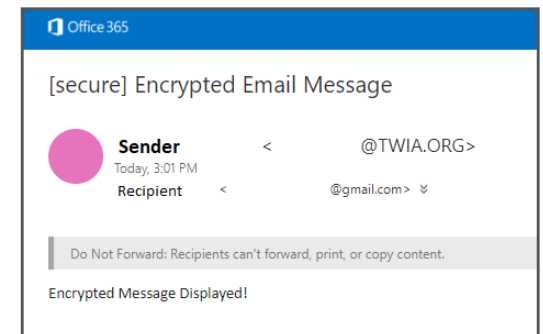 Office 365
[secure] Encrypted Email Message
Sender < @TWIA.ORG>
Today, 3:01 PM
Recipient < @gmail.com>
Do Not Forward: Recipients can't forward, print, or copy content.
Encrypted Message Displayed!